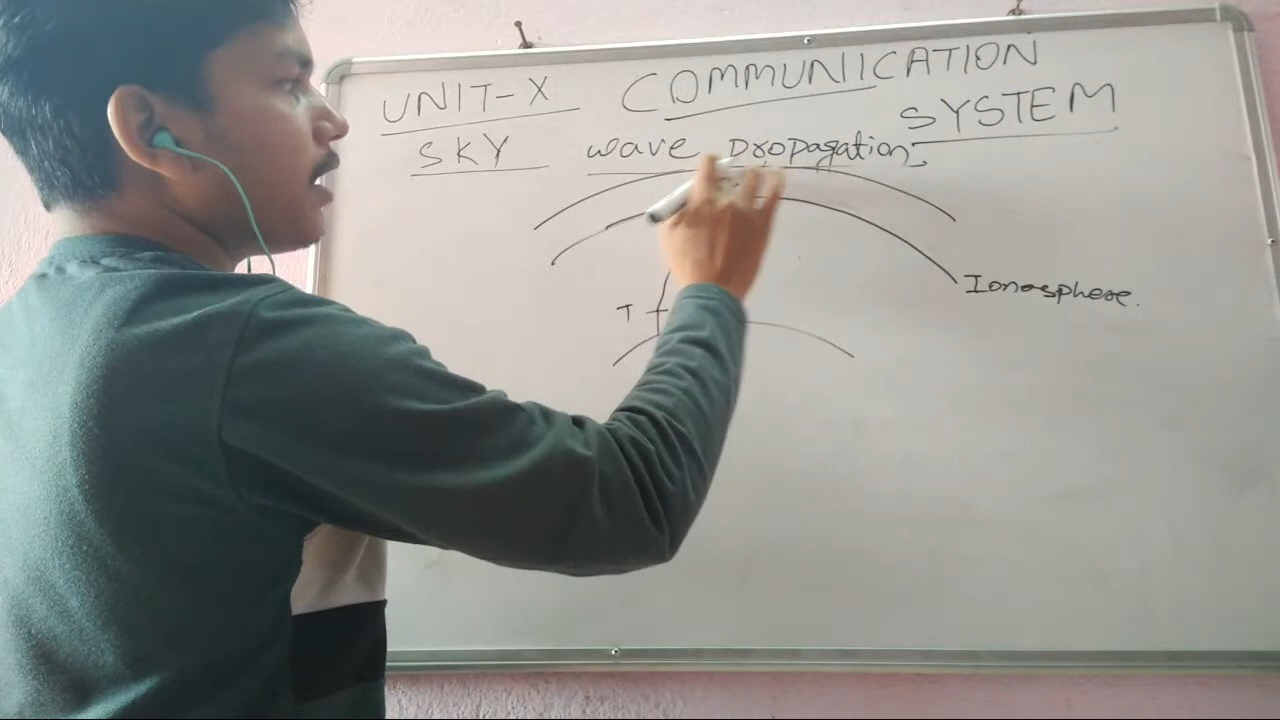 UNIT-X COMMUNICATION
SYSTEM
SKY wave propagation:-
Ionosphere.
T